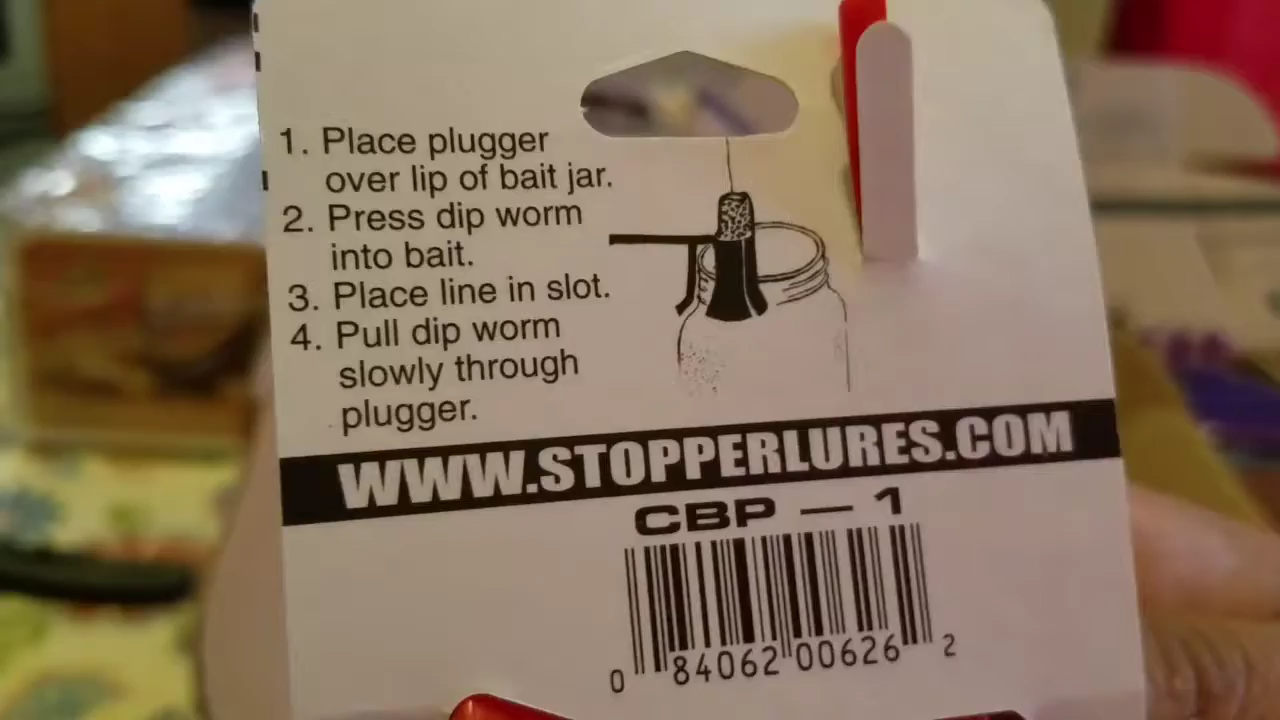 1. Place plugger
over lip of bait jar.
2. Press dip worm
into bait.
3. Place line in slot.
4. Pull dip worm
slowly through
plugger.
WWW.STOPPERLURES.COM
CBP – 1
0 84062 00626 2